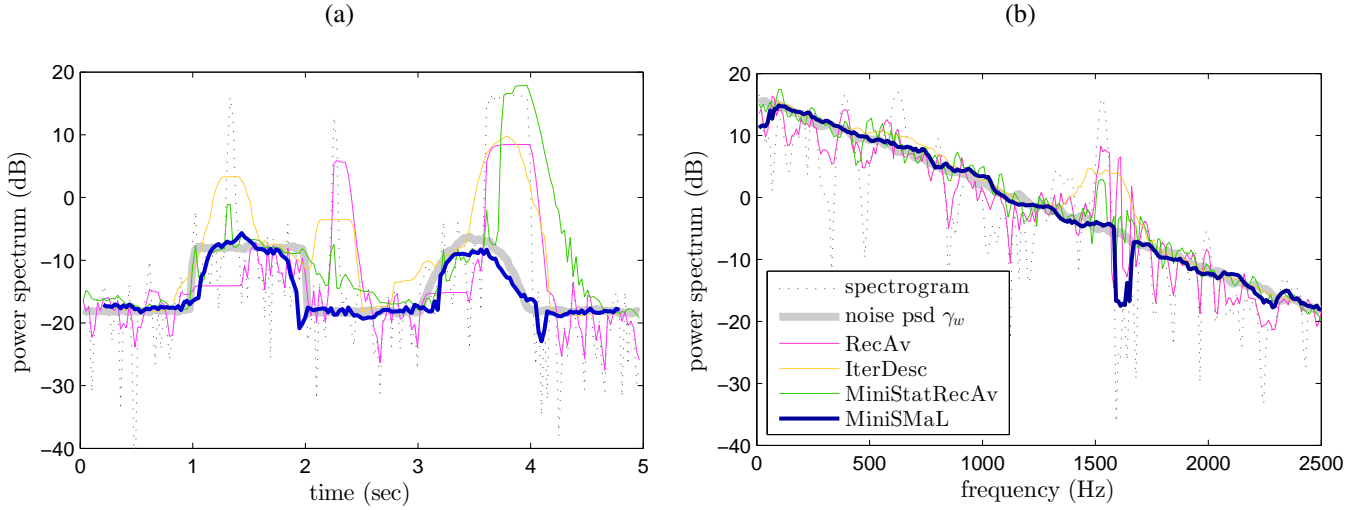 (a)
(b)
20
10
0
−10
−20
−30
−40
0
1
2
3
4
5
power spectrum (dB)
time (sec)
20
10
0
−10
−20
−30
−40
0
500
1000
1500
2000
2500
power spectrum (dB)
frequency (Hz)
spectrogram
noise psd γw
RecAv
IterDesc
MiniStatRecAv
MiniSMaL